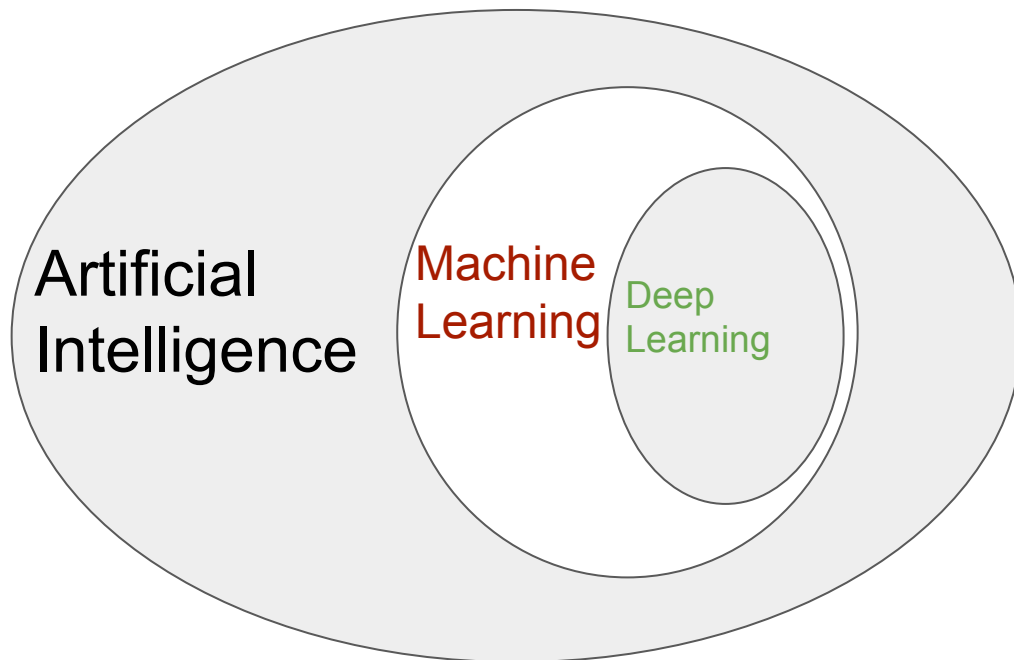 Artificial
Intelligence
Machine
Learning
Deep
Learning